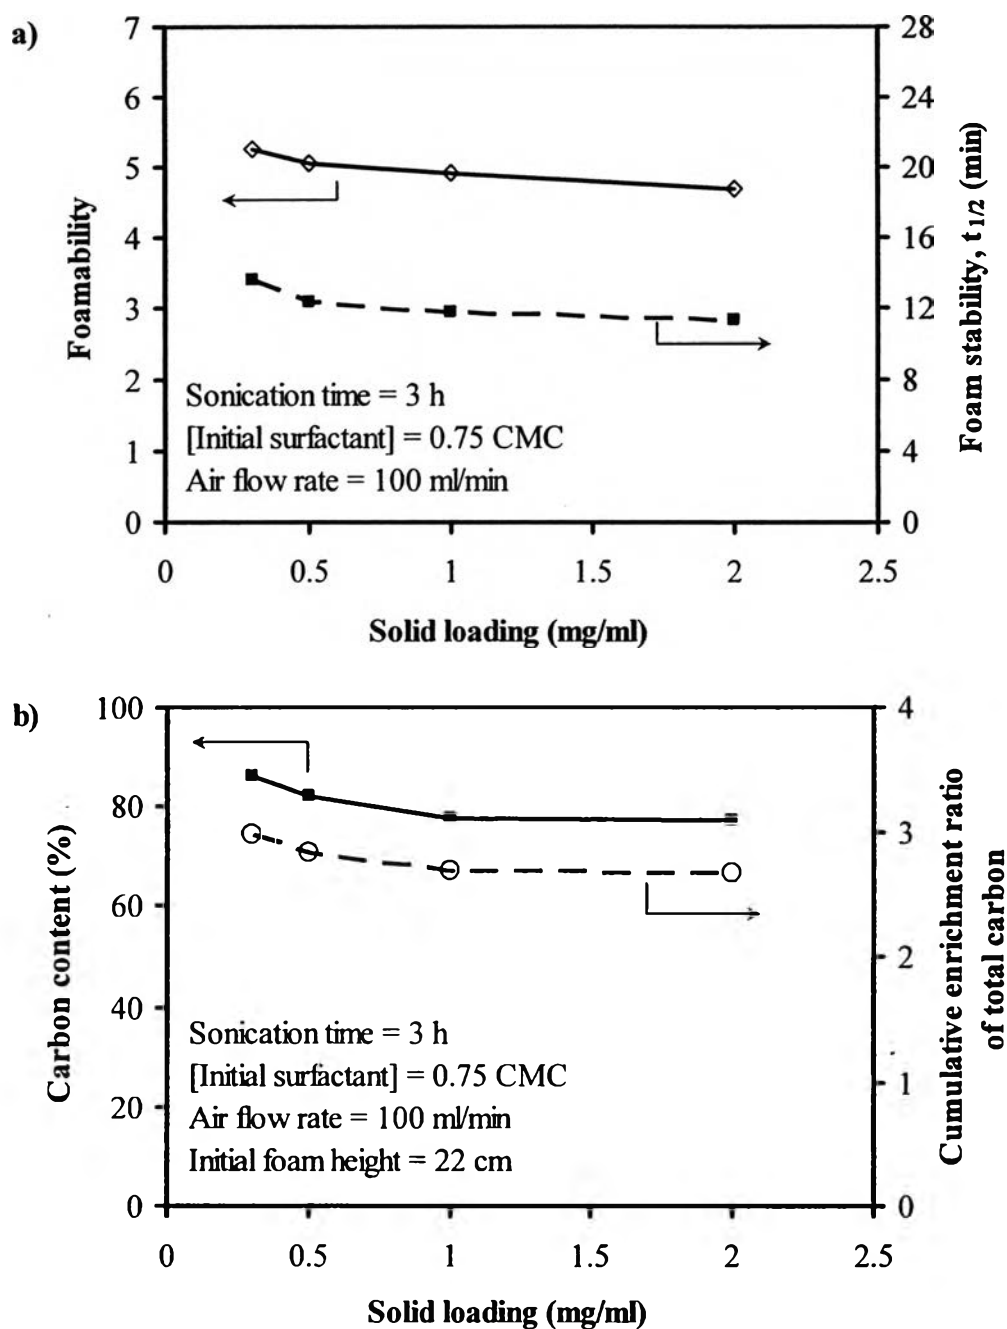 a)
7
6
5
4
3
2
1
0
28
24
20
16
12
8
4
0
Foamability
Foam stability, t1/2 (min)
Sonication time = 3 h
[Initial surfactant] = 0.75 CMC
Air flow rate = 100 ml/min
0 0.5 1 1.5 2 2.5
Solid loading (mg/ml)
b)
100
80
60
40
20
0
4
3
2
1
0
Carbon content (%)
Cumulative enrichment ratio
of total carbon
Sonication time = 3 h
[Initial surfactant] = 0.75 CMC
Air flow rate = 100 ml/min
Initial foam height = 22 cm
0 0.5 1 1.5 2 2.5
Solid loading (mg/ml)